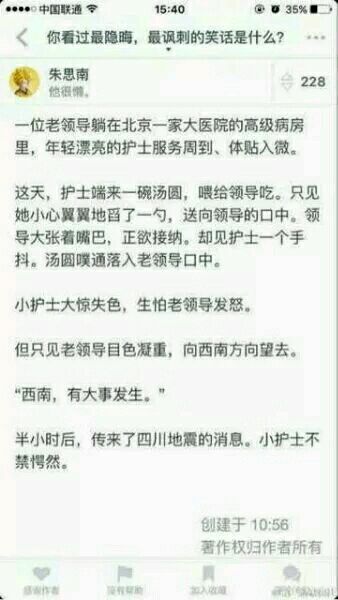 中国联通
15:40
35%
你看过最隐晦，最讽刺的笑话是什么？
朱思南
他很懒。
228
一位老领导躺在北京一家大医院的高级病房
里，年轻漂亮的护士服务周到、体贴入微。
这天，护士端来一碗汤圆，喂给领导吃。只见
她小心翼翼地舀了一勺，送向领导的口中。领
导大张着嘴巴，正欲接纳。却见护士一个手
抖。汤圆噗通落入老领导口中。
小护士大惊失色，生怕老领导发怒。
但只见老领导目色凝重，向西南方向望去。
“西南，有大事发生。”
半小时后，传来了四川地震的消息。小护士不
禁愕然。
创建于 10:56
著作权归作者所有
感谢作者
没有帮助
加入收藏